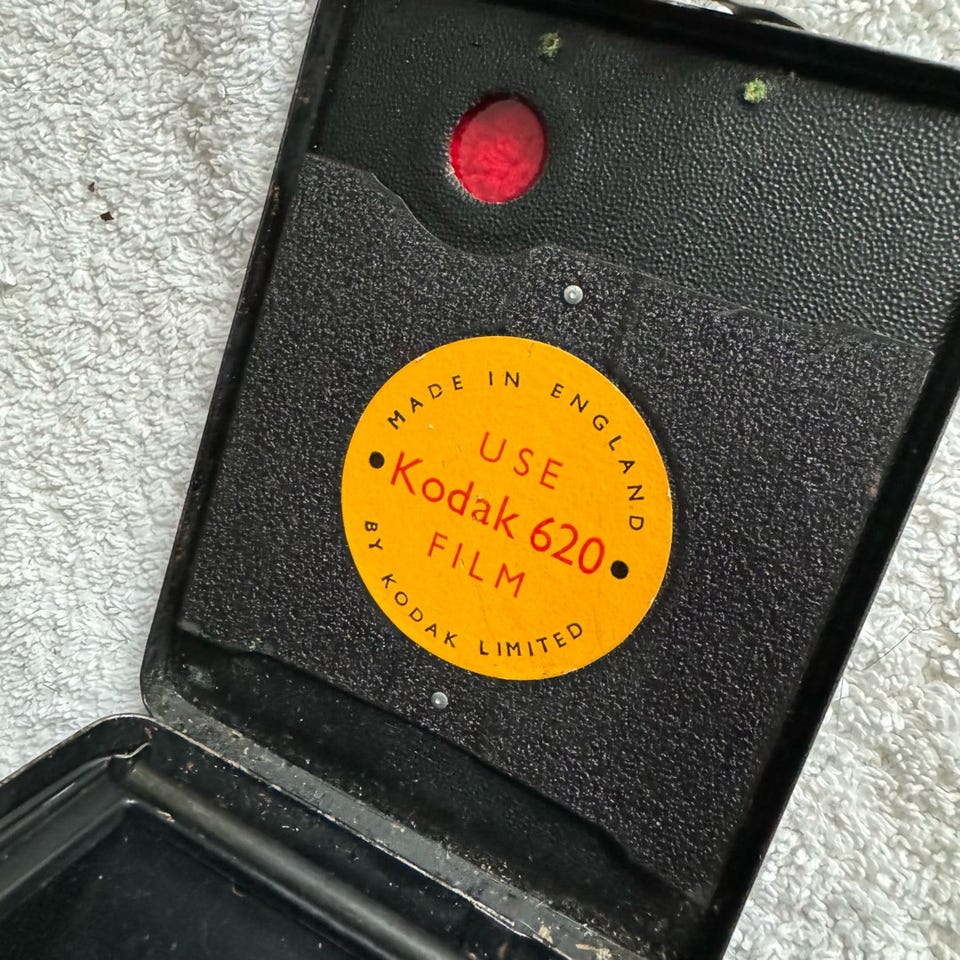 MADE IN ENGLAND
USE
Kodak 620
FILM
BY KODAK LIMITED